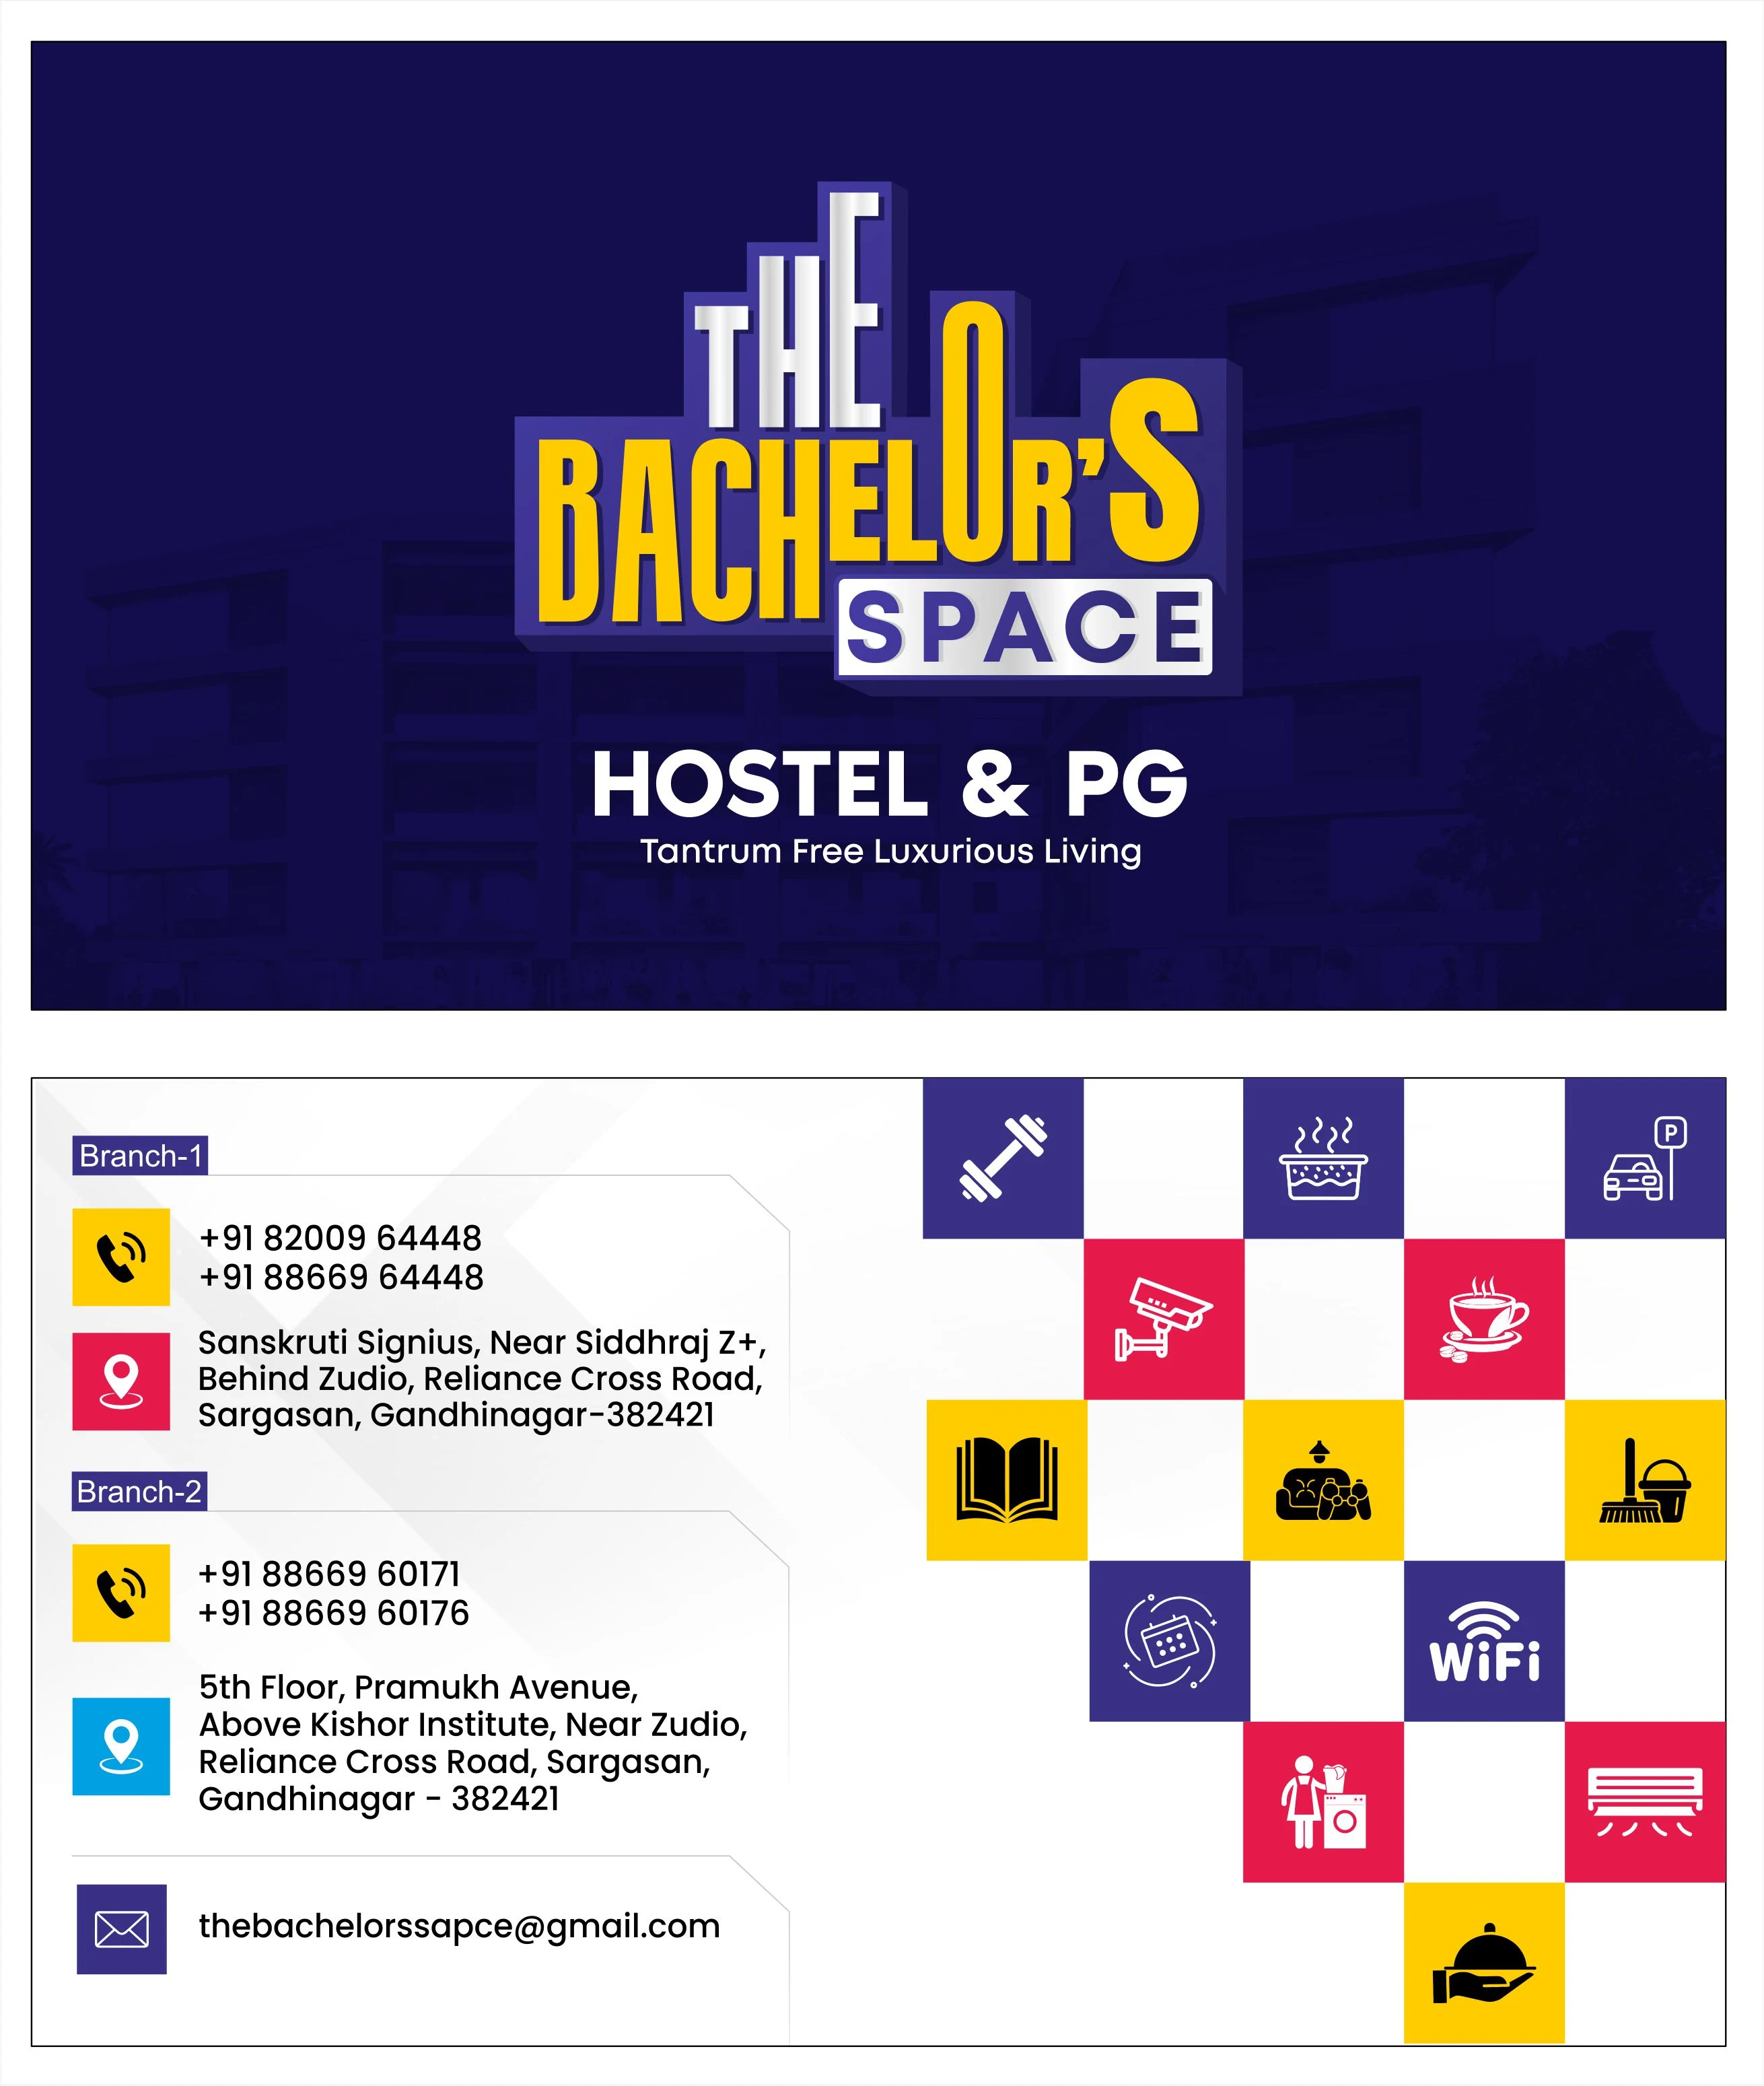 THE
BACHELOR'S
SPACE
HOSTEL & PG
Tantrum Free Luxurious Living
Branch-1
+91 82009 64448
+91 88669 64448
Sanskruti Signius, Near Siddhraj Z+,
Behind Zudio, Reliance Cross Road,
Sargasan, Gandhinagar-382421
Branch-2
+91 88669 60171
+91 88669 60176
5th Floor, Pramukh Avenue,
Above Kishor Institute, Near Zudio,
Reliance Cross Road, Sargasan,
Gandhinagar - 382421
thebachelorssapce@gmail.com
P
WiFi